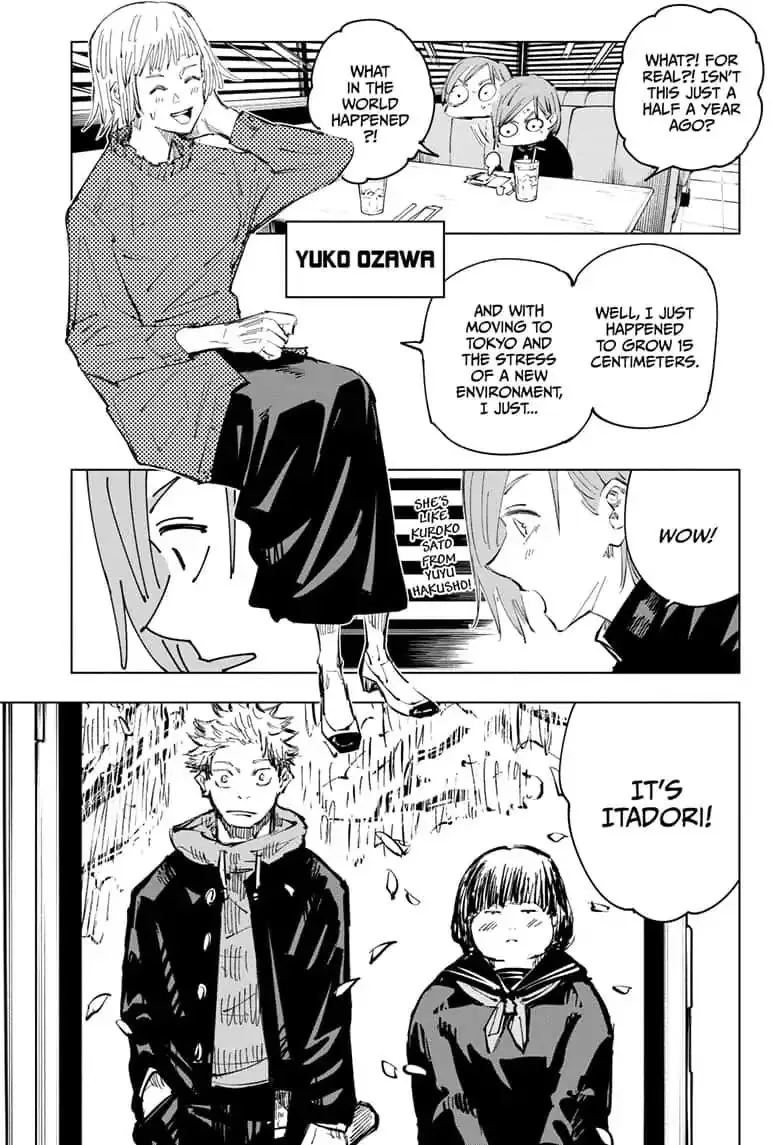 WHAT?! FOR
REAL?! ISN'T
THIS JUST A
HALF A YEAR
AGO?
WHAT
IN THE
WORLD
HAPPENED
?!
YUKO OZAWA
WELL, I JUST
HAPPENED
TO GROW 15
CENTIMETERS.
AND WITH
MOVING TO
TOKYO AND
THE STRESS
OF A NEW
ENVIRONMENT,
I JUST...
WOW!
SHE'S
LIKE
KUROKO
SATO
FROM
YUYU
HAKUSHO!
IT'S
ITADORI!